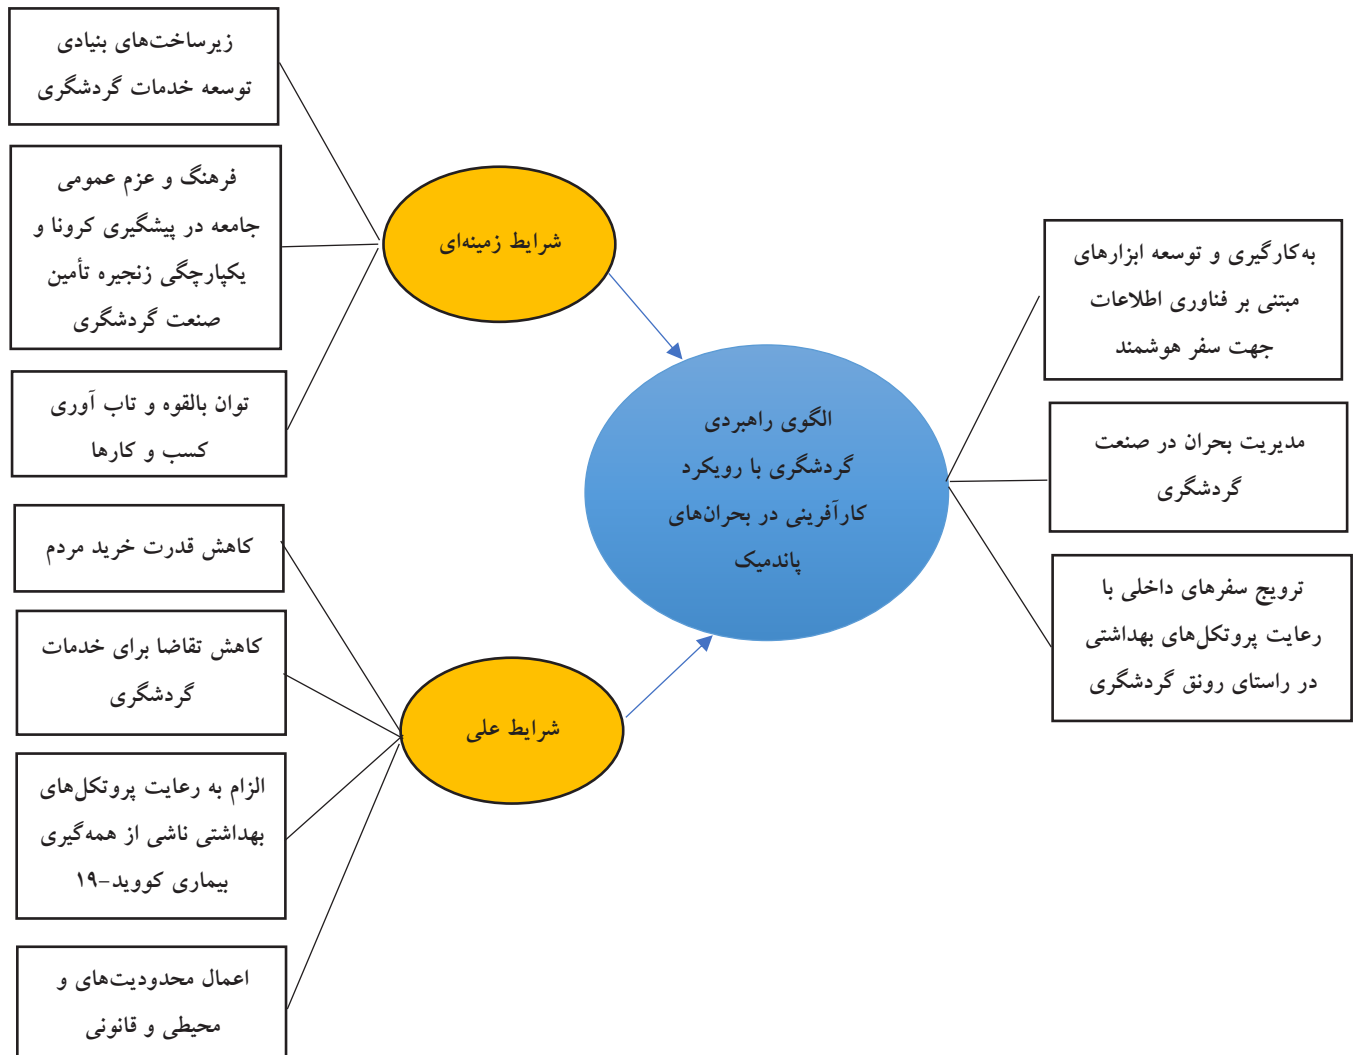 زیرساخت‌های بنیادی
توسعه خدمات گردشگری
فرهنگ و عزم عمومی
جامعه در پیشگیری کرونا و
یکپارچگی زنجیره تأمین
صنعت گردشگری
توان بالقوه و تاب آوری
کسب و کارها
شرایط زمینه‌ای
کاهش قدرت خرید مردم
کاهش تقاضا برای خدمات
گردشگری
الزام به رعایت پروتکل‌های
بهداشتی ناشی از همه‌گیری
بیماری کووید-۱۹
اعمال محدودیت‌های و
محیطی و قانونی
شرایط علی
الگوی راهبردی
گردشگری با رویکرد
کارآفرینی در بحران‌های
پاندمیک
به‌کارگیری و توسعه ابزارهای
مبتنی بر فناوری اطلاعات
جهت سفر هوشمند
مدیریت بحران در صنعت
گردشگری
ترویج سفرهای داخلی با
رعایت پروتکل‌های بهداشتی
در راستای رونق گردشگری